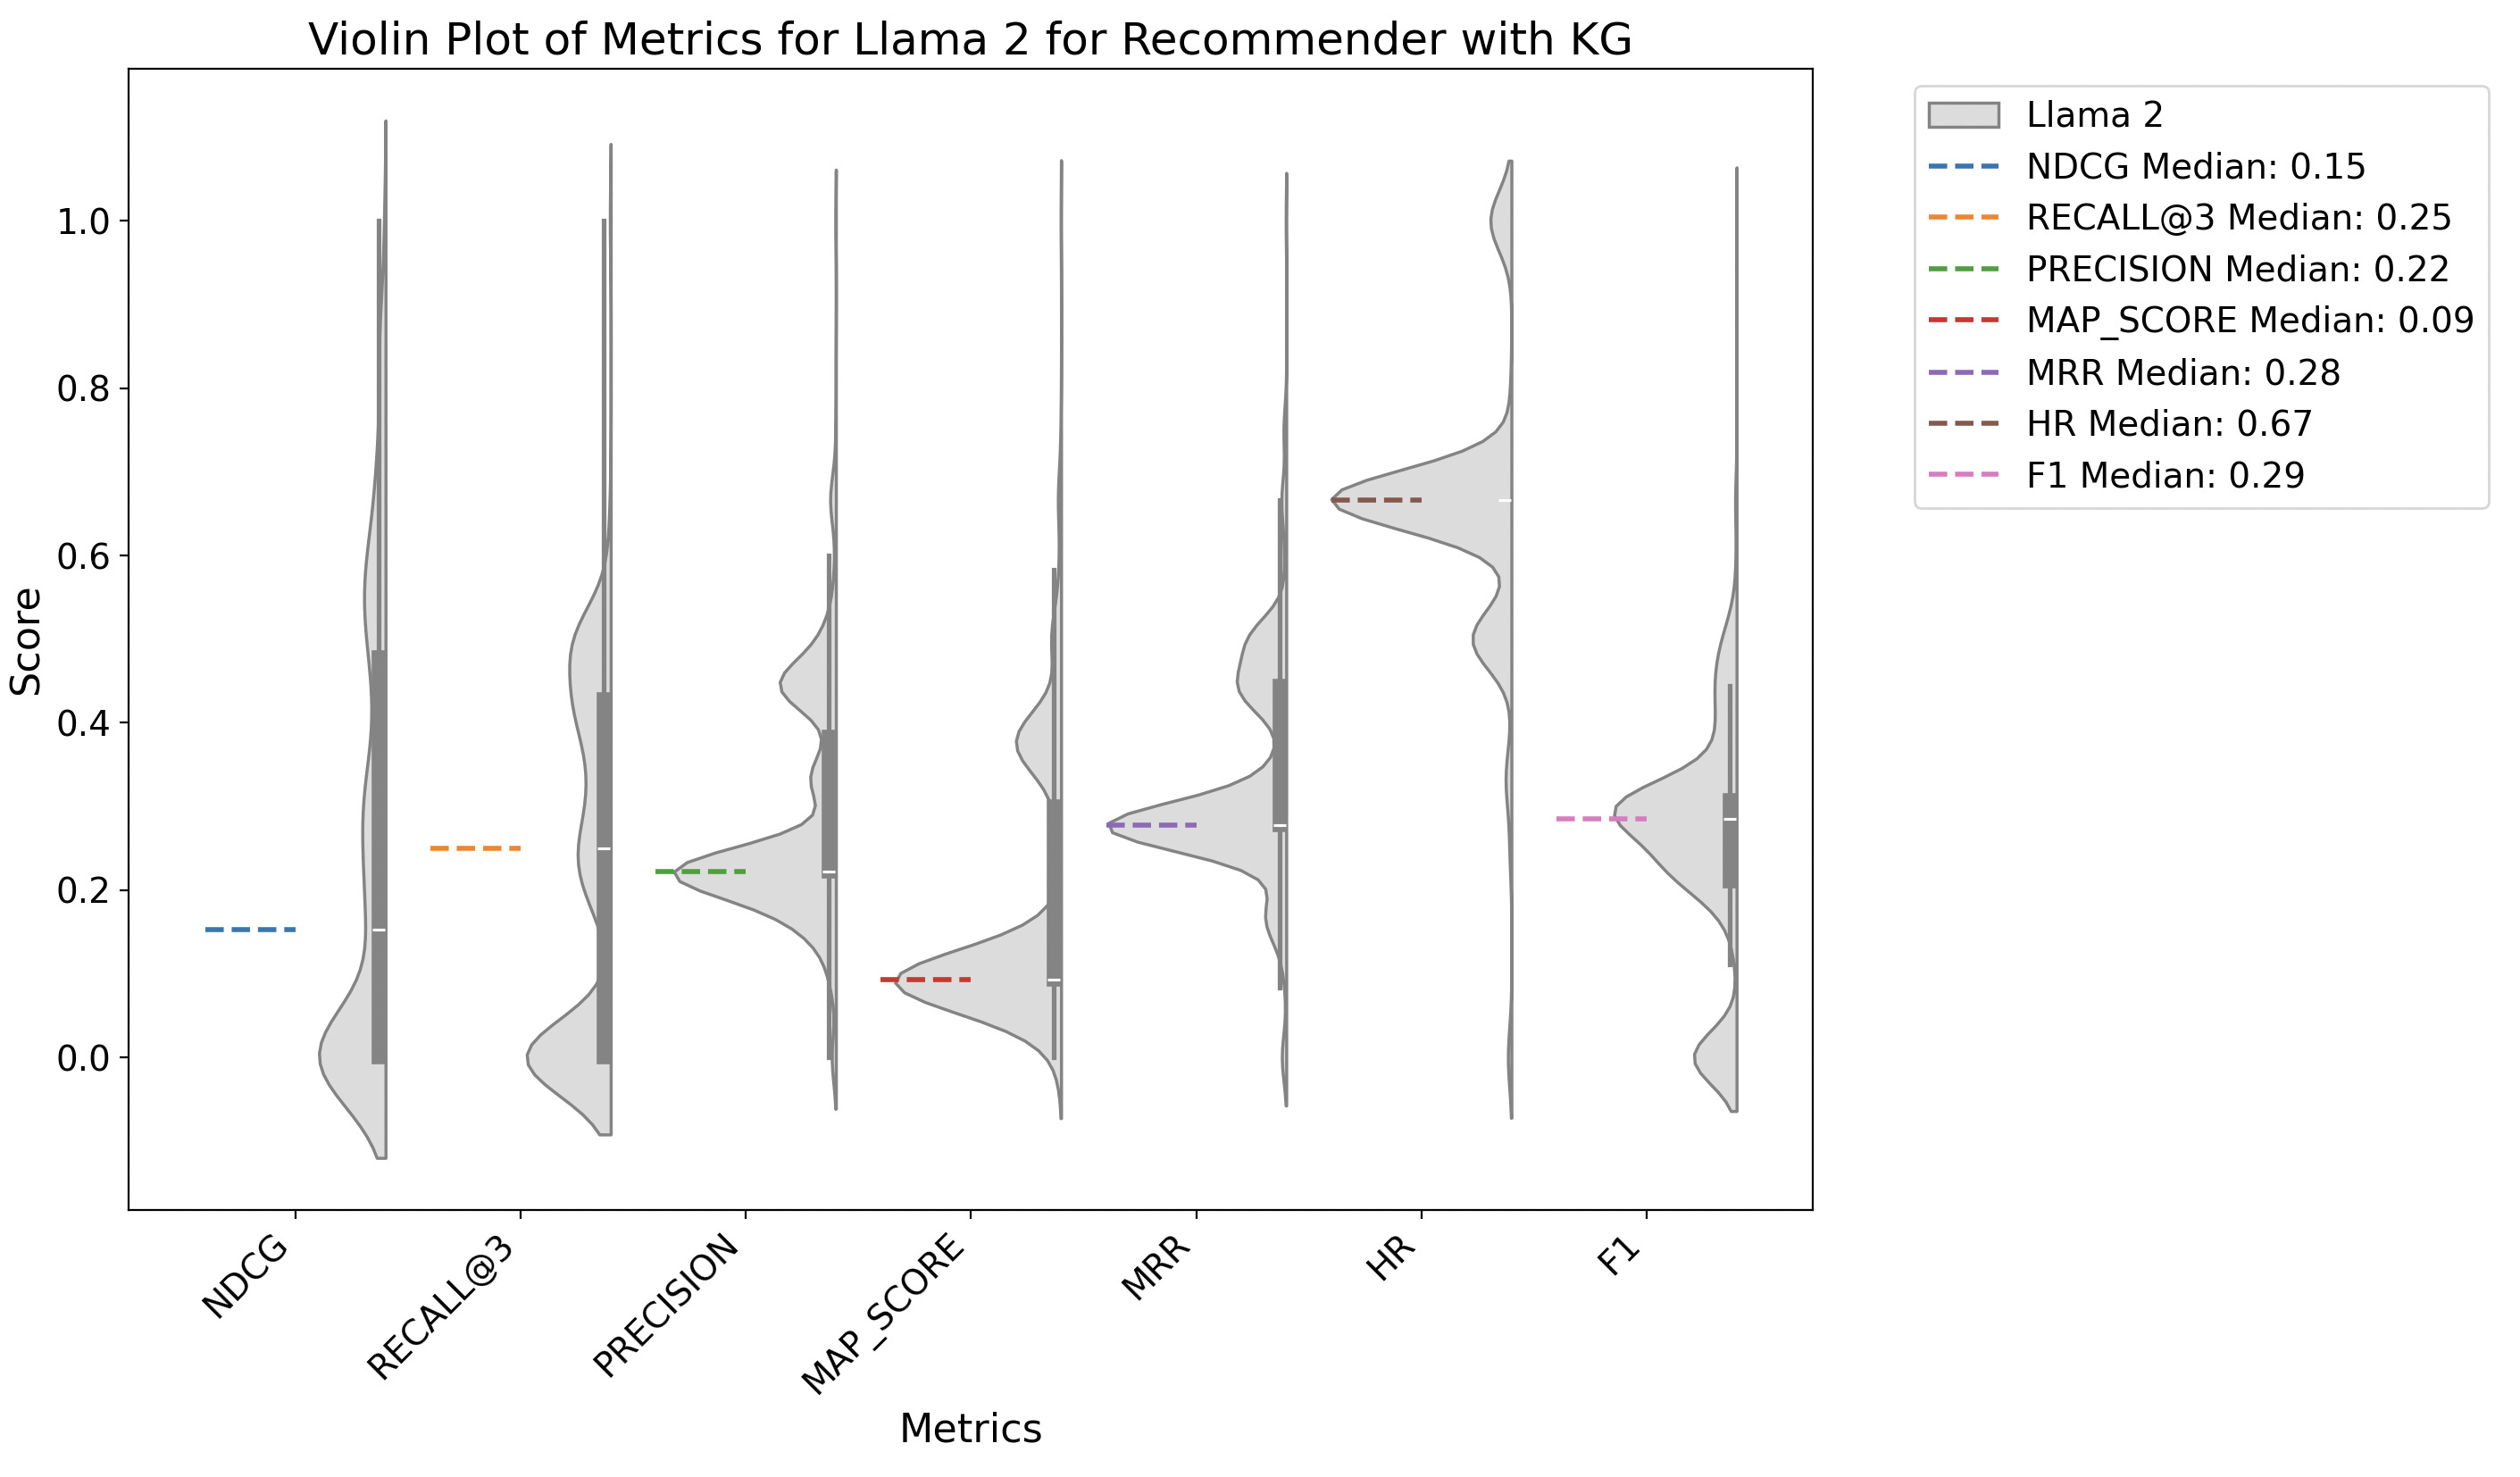 Violin Plot of Metrics for Llama 2 for Recommender with KG
Score
1.0
0.8
0.6
0.4
0.2
0.0
NDCG
RECALL@3
PRECISION
MAP_SCORE
MRR
HR
F1
Metrics
Llama 2
NDCG Median: 0.15
RECALL@3 Median: 0.25
PRECISION Median: 0.22
MAP_SCORE Median: 0.09
MRR Median: 0.28
HR Median: 0.67
F1 Median: 0.29